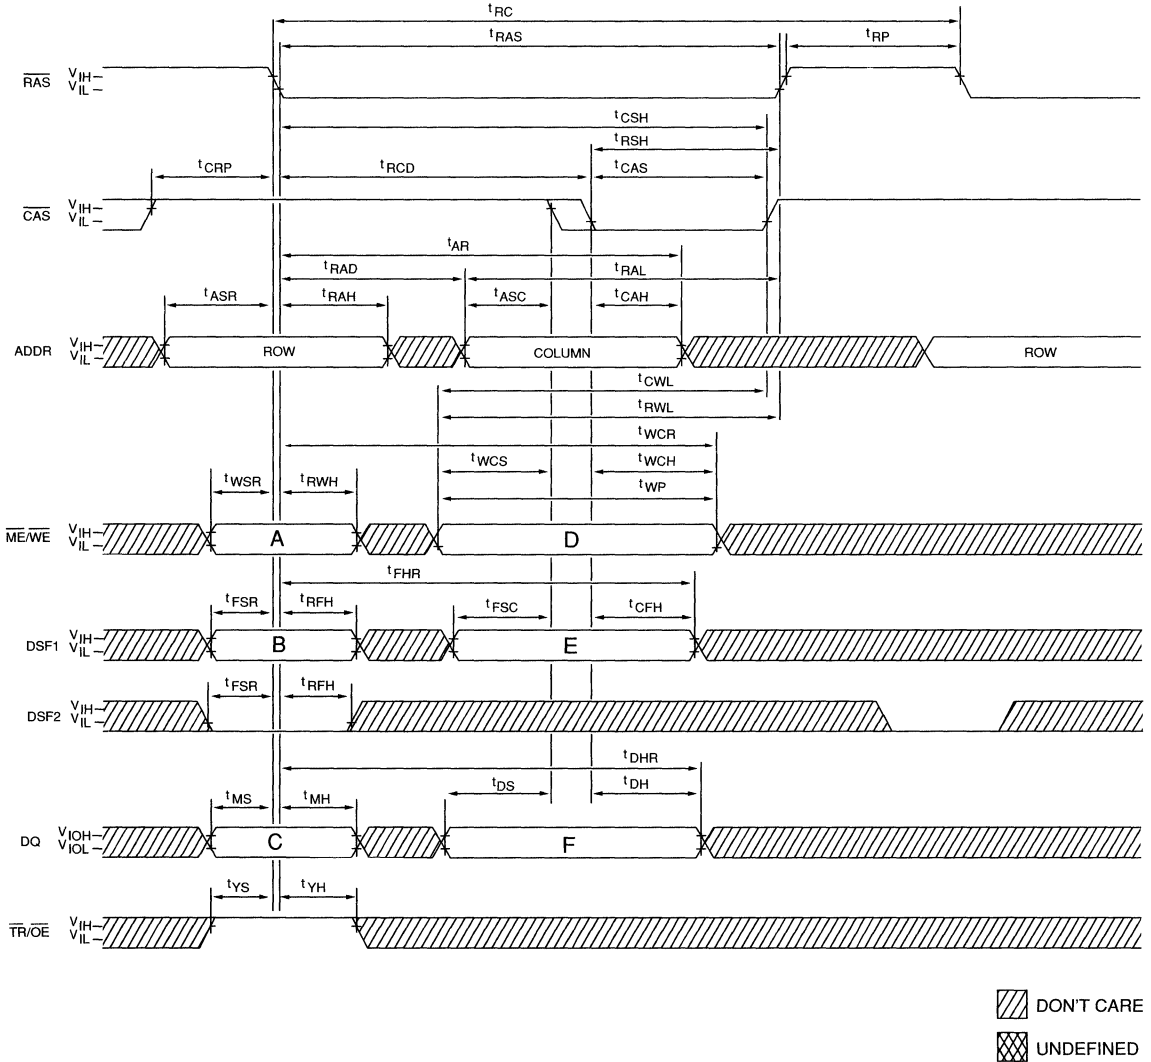 tRC
tRAS
tRP
RAS VIH VIL
tCSH
tRSH
tCRP tRCD tCAS
CAS VIH VIL
tAR
tRAD tRAL
tASR tRAH tASC tCAH
ADDR VIH VIL ROW COLUMN ROW
tCWL
tRWL
tWCR
tWCS tWCH
tWSR tRWH tWP
ME/WE VIH VIL A D
tFHR
tFSR tRFH tFSC tCFH
DSF1 VIH VIL B E
tFSR tRFH
DSF2 VIH VIL
tDHR
tDS tDH
tMS tMH
DQ VIOH VIOL C F
tYS tYH
TR/OE VIH VIL
DON'T CARE
UNDEFINED